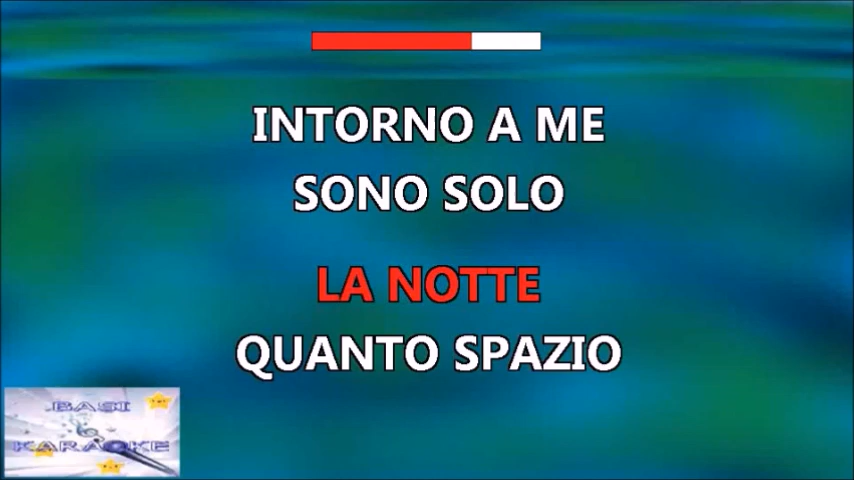 INTORNO A ME
SONO SOLO
LA NOTTE
QUANTO SPAZIO
BASI
KARAOKE